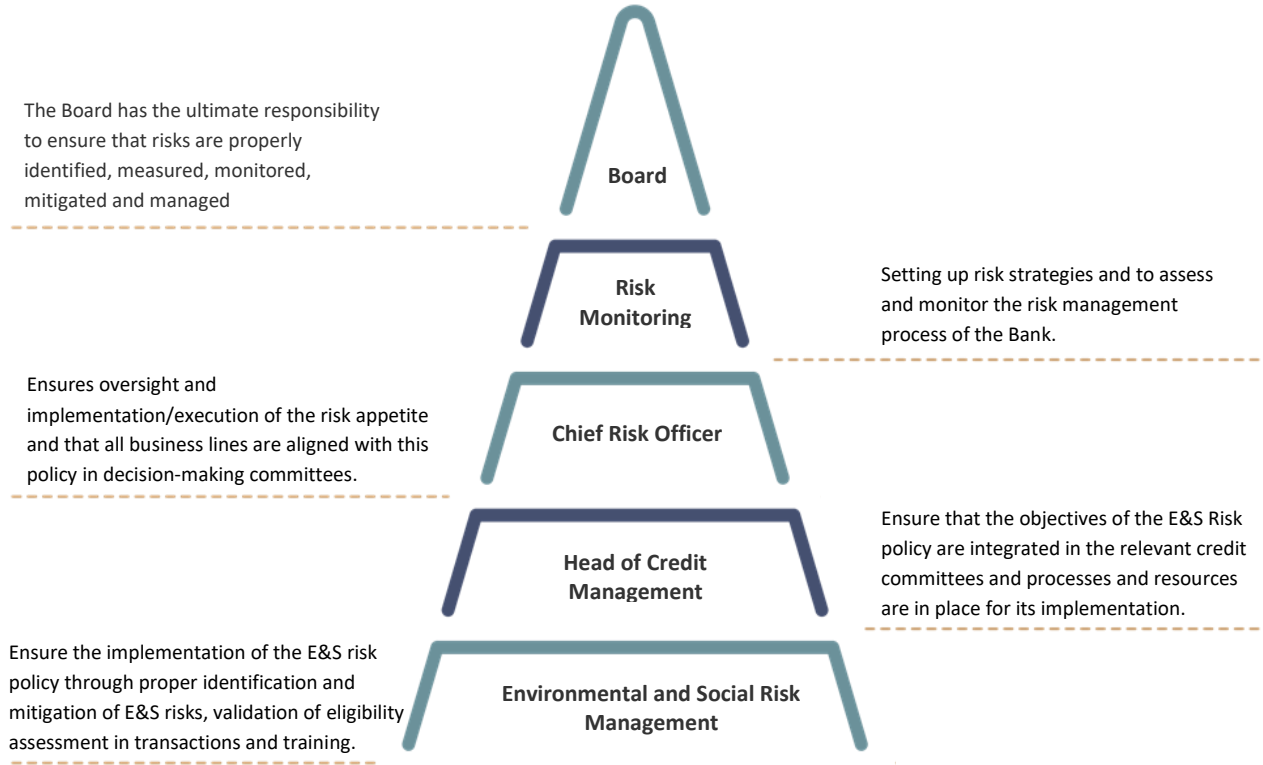 The Board has the ultimate responsibility
to ensure that risks are properly
identified, measured, monitored,
mitigated and managed
Board
Risk
Monitoring
Setting up risk strategies and to assess
and monitor the risk management
process of the Bank.
Ensures oversight and
implementation/execution of the risk appetite
and that all business lines are aligned with this
policy in decision-making committees.
Chief Risk Officer
Head of Credit
Management
Ensure that the objectives of the E&S Risk
policy are integrated in the relevant credit
committees and processes and resources
are in place for its implementation.
Ensure the implementation of the E&S risk
policy through proper identification and
mitigation of E&S risks, validation of eligibility
assessment in transactions and training.
Environmental and Social Risk
Management